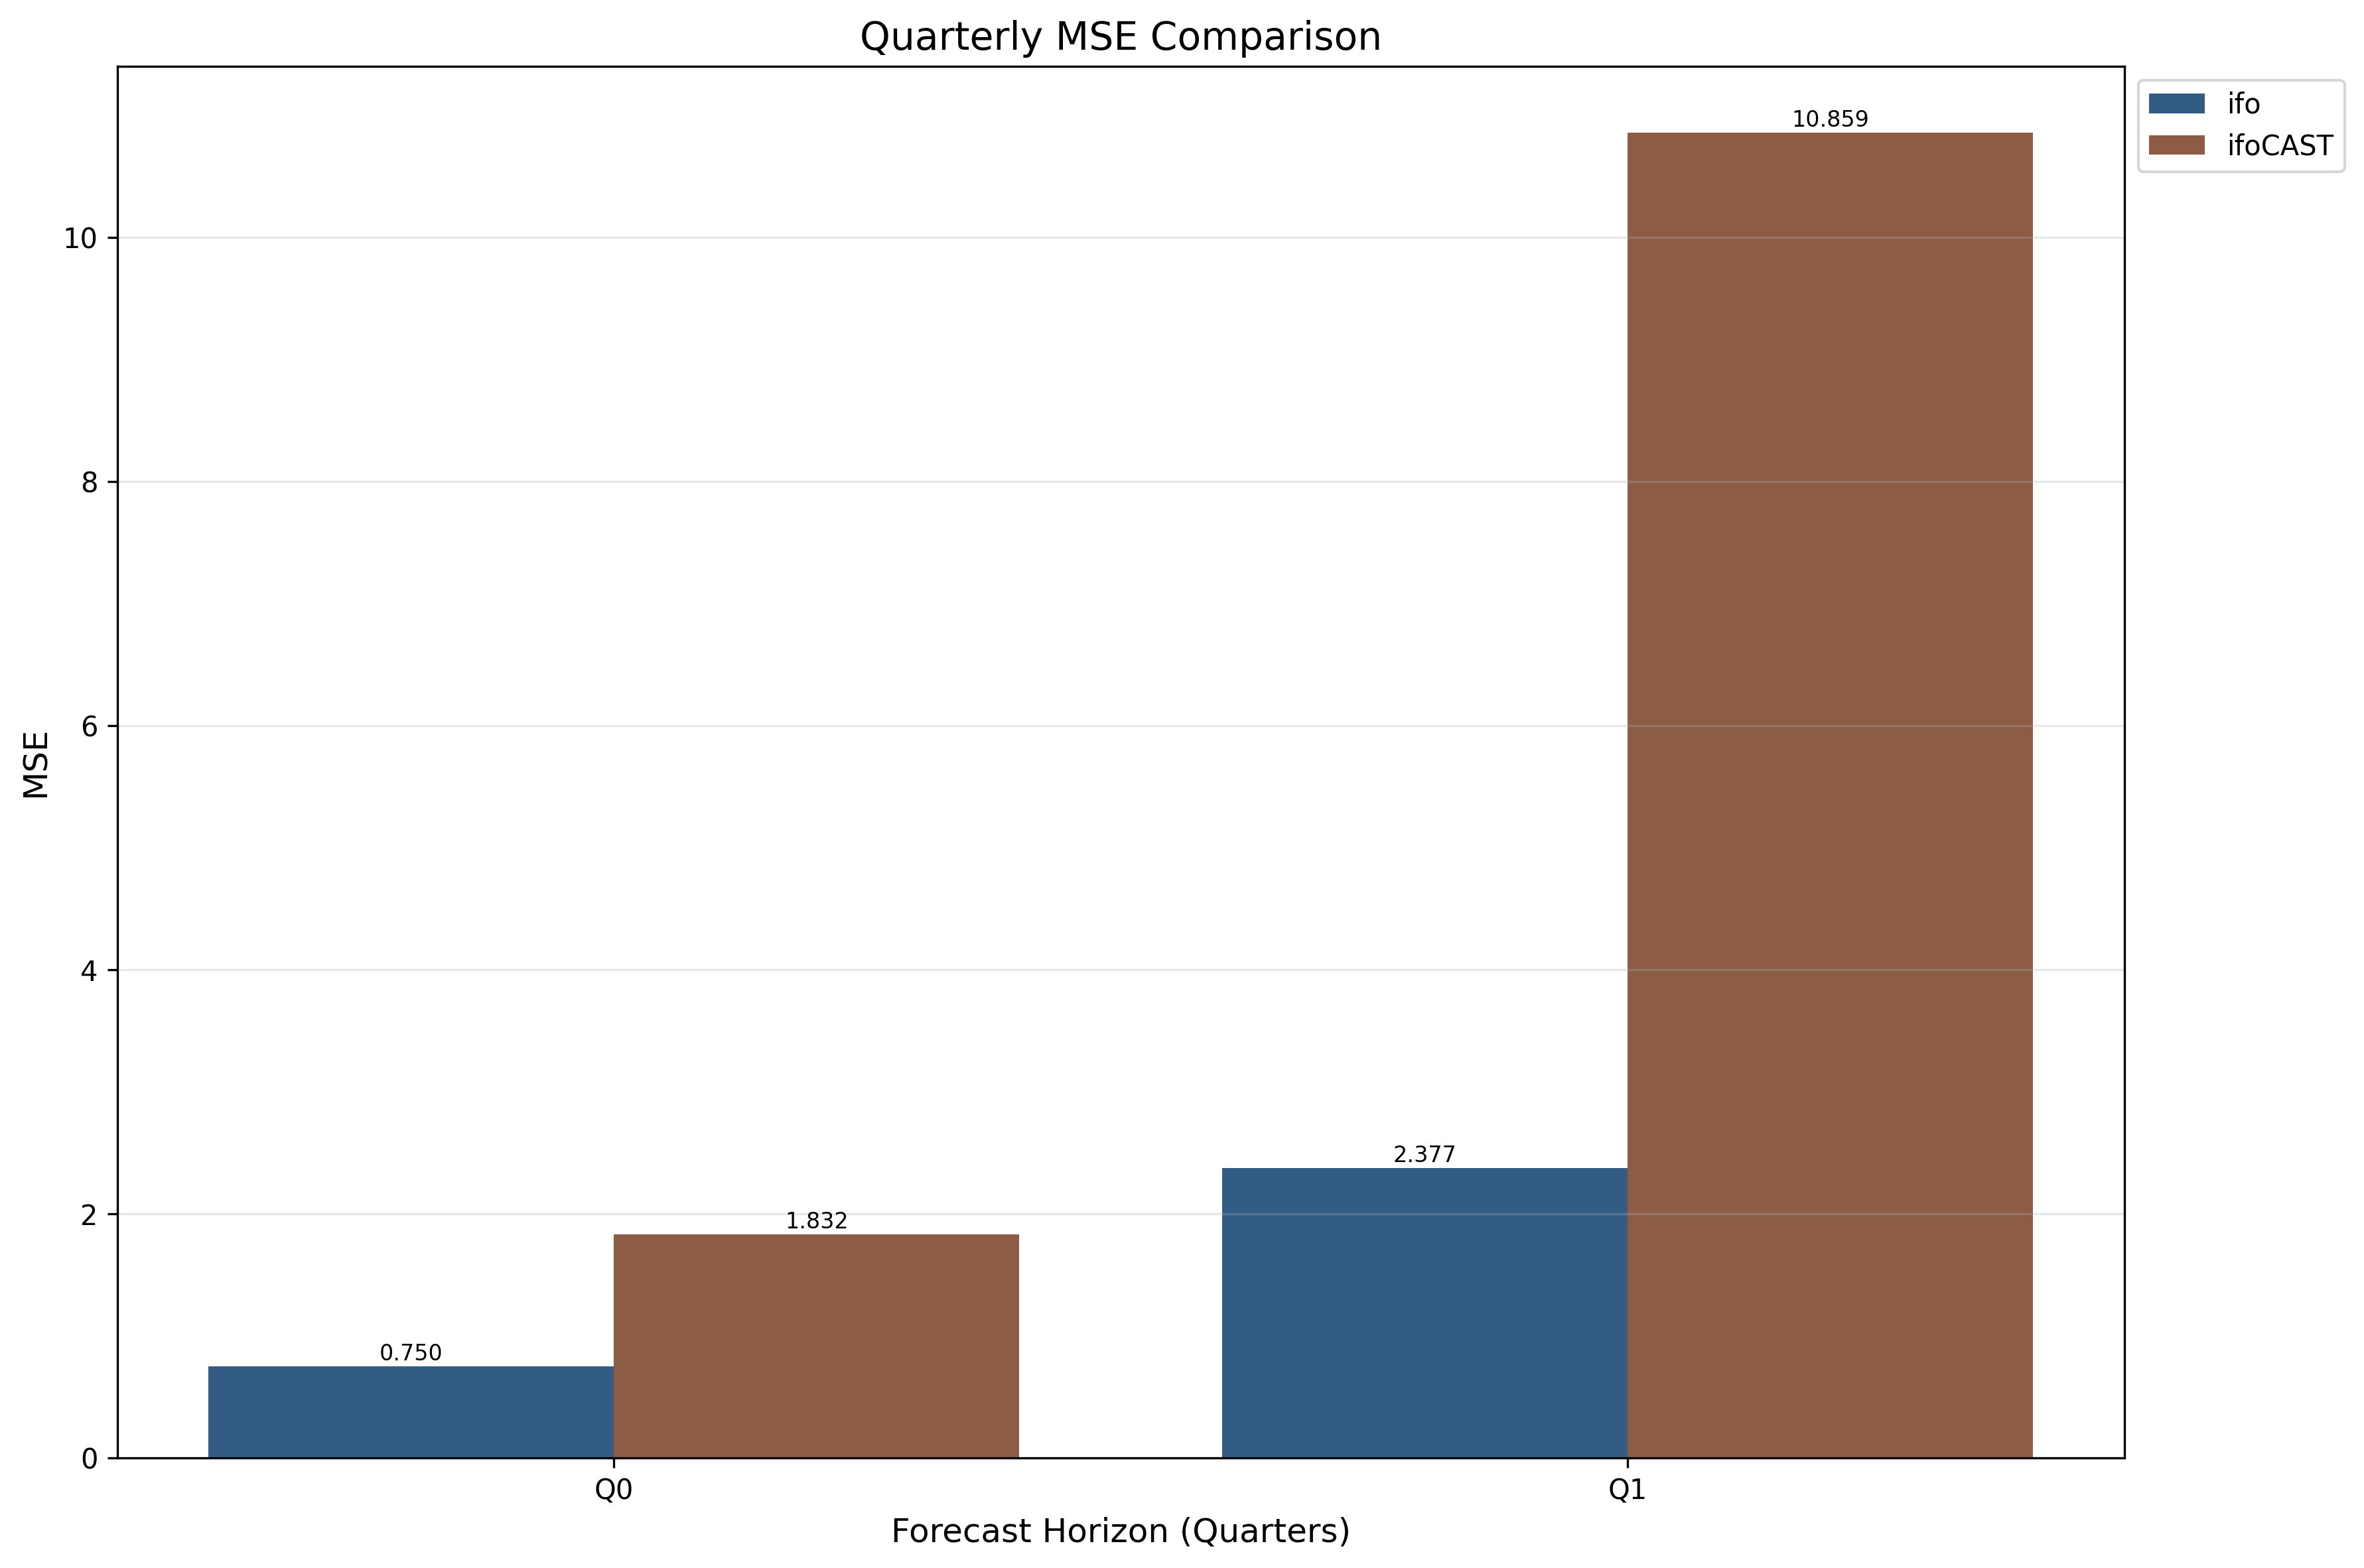 Quarterly MSE Comparison
ifo
ifoCAST
10.859
10
8
6
MSE
4
2.377
2
1.832
0.750
0
Q0
Q1
Forecast Horizon (Quarters)